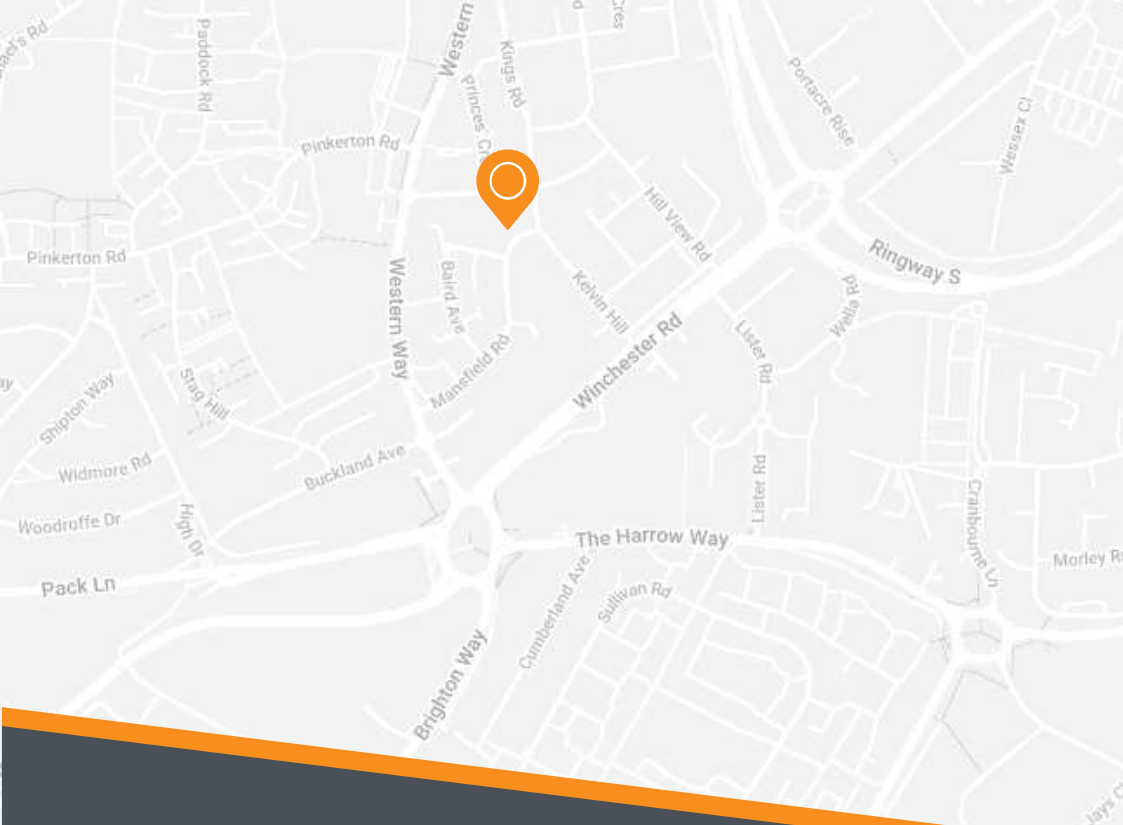 Western
Paddock Rd
Kings Rd
Princes
Portacre Rise
Wessex Cl
Pinkerton Rd
Hill View Rd
Ringway S
Pinkerton Rd
Western Way
Baird Ave
Kelvin Hill
Wella Rd
Winchester Rd
Lister Rd
Mansfield Rd
Stag Hill
Shipton Way
Buckland Ave
Widmore Rd
Lister Rd
Woodroffe Dr
High Dr
Cranbourne Ln
The Harrow Way
Morley R
Pack Ln
Cumberland Ave
Sullivan Rd
Brighton Way